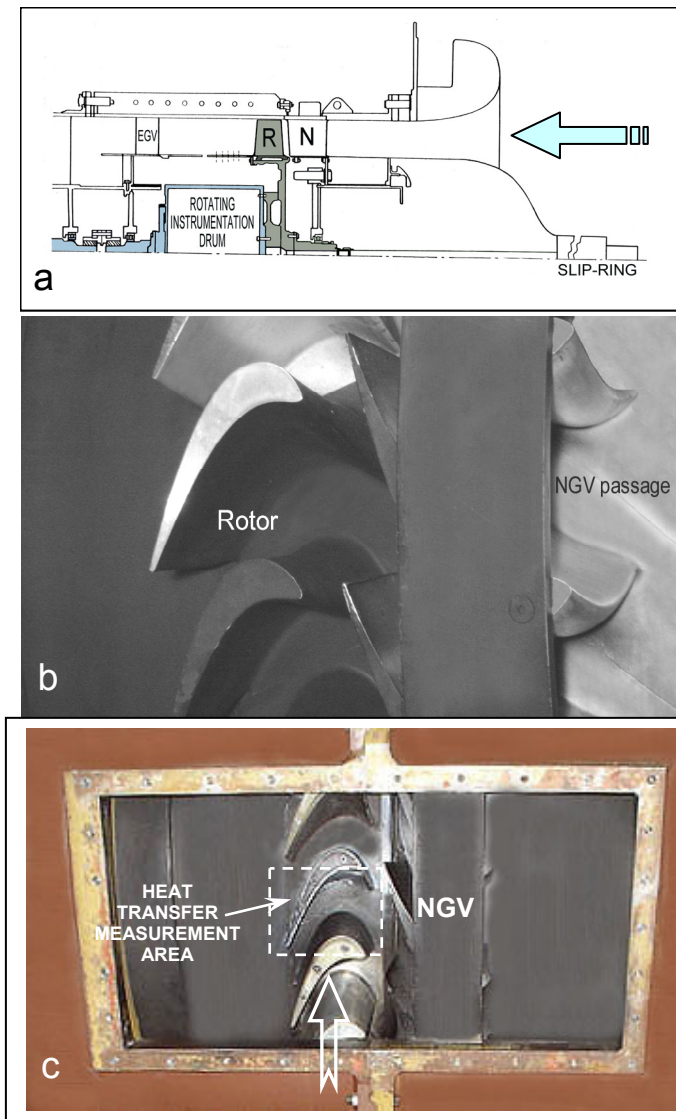 EGV
R
N
ROTATING
INSTRUMENTATION
DRUM
SLIP-RING
a
Rotor
NGV passage
b
HEAT
TRANSFER
MEASUREMENT
AREA
NGV
c